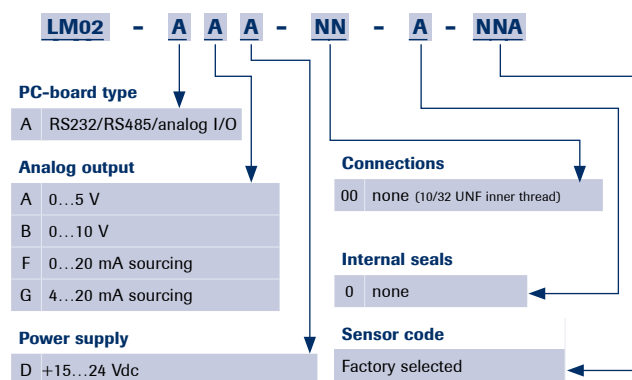 LM02 - A A A - NN - A - NNA
PC-board type
A RS232/RS485/analog I/O
Analog output
A 0...5 V
B 0...10 V
F 0...20 mA sourcing
G 4...20 mA sourcing
Power supply
D +15...24 Vdc
Connections
00 none (10/32 UNF inner thread)
Internal seals
0 none
Sensor code
Factory selected